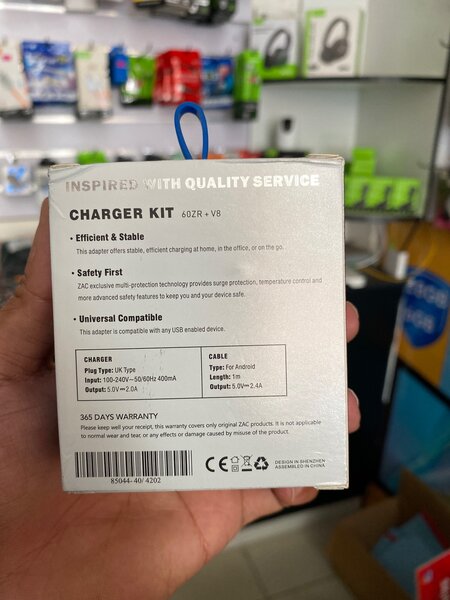 INSPIRED WITH QUALITY SERVICE
CHARGER KIT 60ZR + V8
• Efficient & Stable
This adapter offers stable, efficient charging at home, in the office, or on the go.
• Safety First
ZAC exclusive multi-protection technology provides surge protection, temperature control and
more advanced safety features to keep you and your device safe.
• Universal Compatible
This adapter is compatible with any USB enabled device.
CHARGER
Plug Type: UK Type
Input: 100-240V~50/60Hz 400mA
Output: 5.0V⎓2.0A
CABLE
Type: For Android
Length: 1m
Output: 5.0V⎓2.4A
365 DAYS WARRANTY
Please keep well your receipt, this warranty covers only original ZAC products. It is not applicable
to normal wear and tear, or any effects or damage caused by misuse of the product.
85044-40/4202
CE
DESIGN IN SHENZHEN
ASSEMBLED IN CHINA